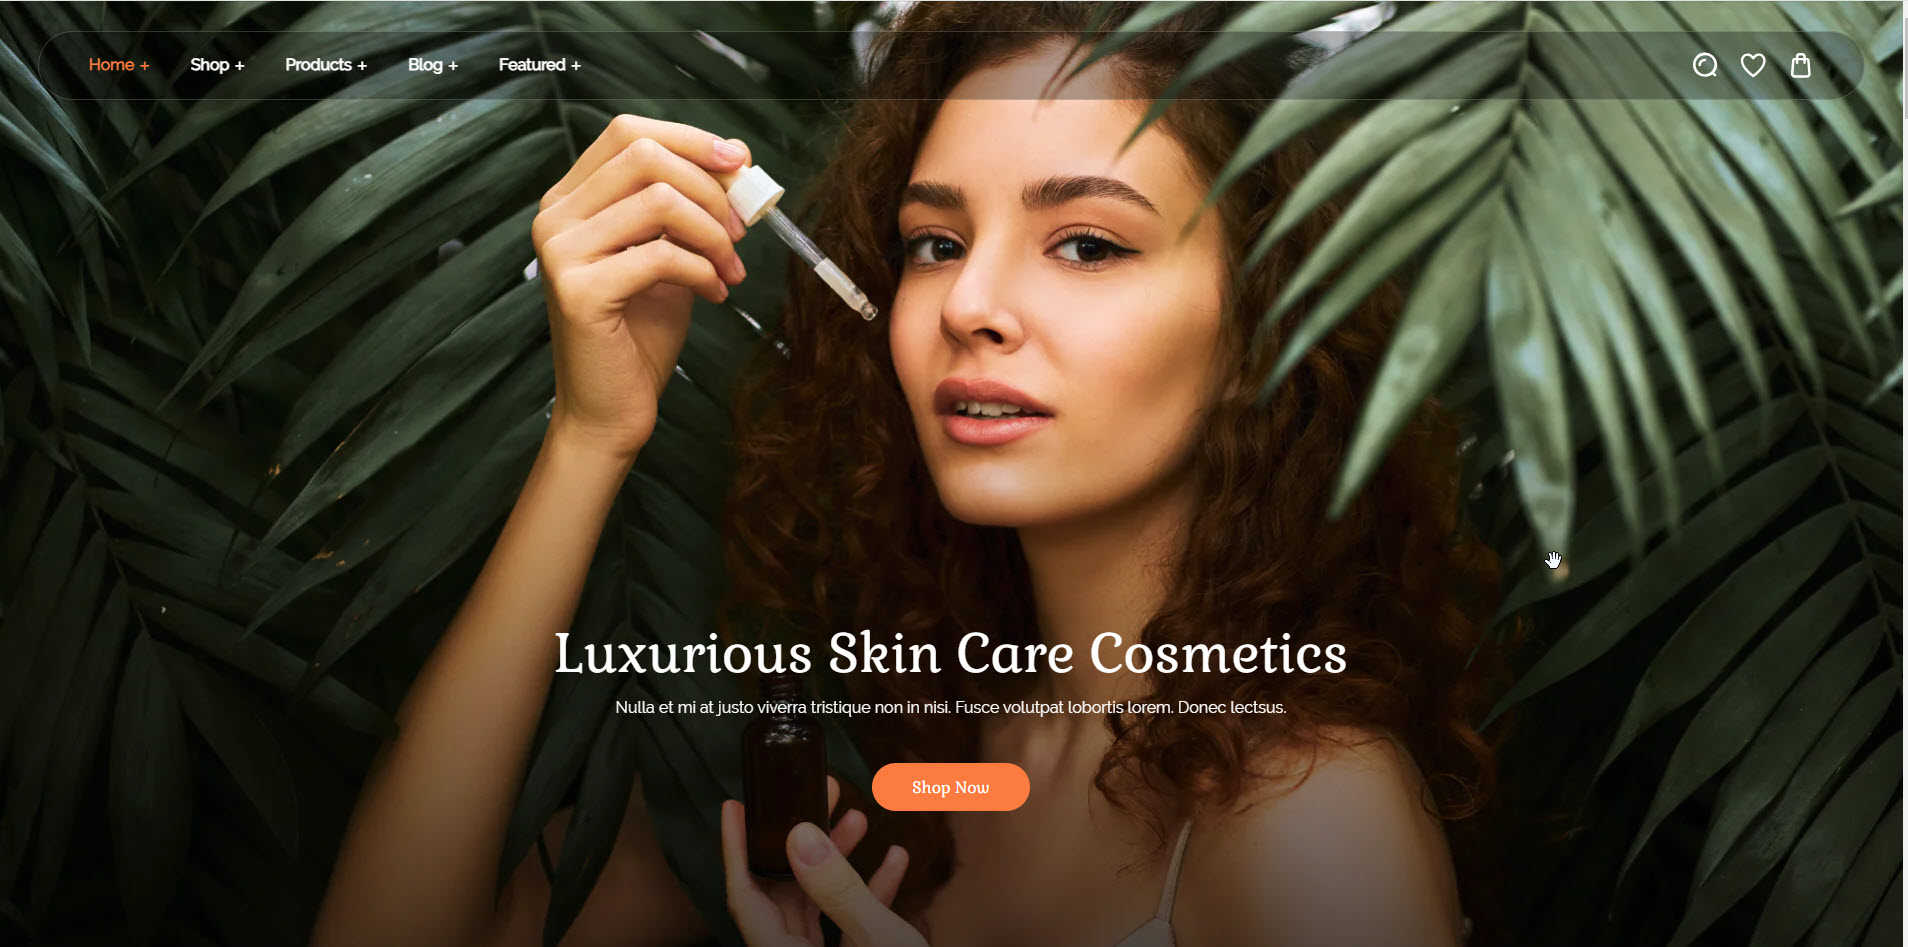 Home + Shop + Products + Blog + Featured +
Luxurious Skin Care Cosmetics
Nulla et mi at justo viverra tristique non in nisi. Fusce volutpat lobortis lorem. Donec lectsus.
Shop Now